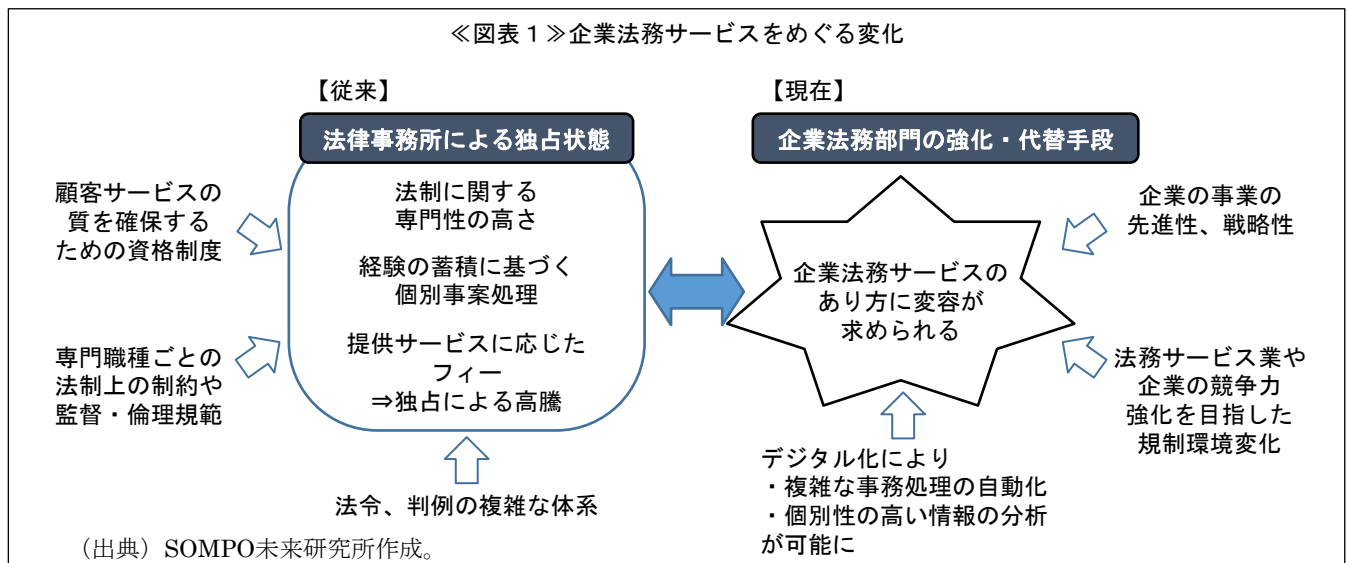 ≪図表１≫企業法務サービスをめぐる変化
【従来】
法律事務所による独占状態
顧客サービスの
質を確保する
ための資格制度
専門職種ごとの
法制上の制約や
監督・倫理規範
法制に関する
専門性の高さ
経験の蓄積に基づく
個別事案処理
提供サービスに応じた
フィー
⇒独占による高騰
法令、判例の複雑な体系
【現在】
企業法務部門の強化・代替手段
企業法務サービスの
あり方に変容が
求められる
企業の事業の
先進性、戦略性
法務サービス業や
企業の競争力
強化を目指した
規制環境変化
デジタル化により
・複雑な事務処理の自動化
・個別性の高い情報の分析
が可能に
（出典）SOMPO未来研究所作成。